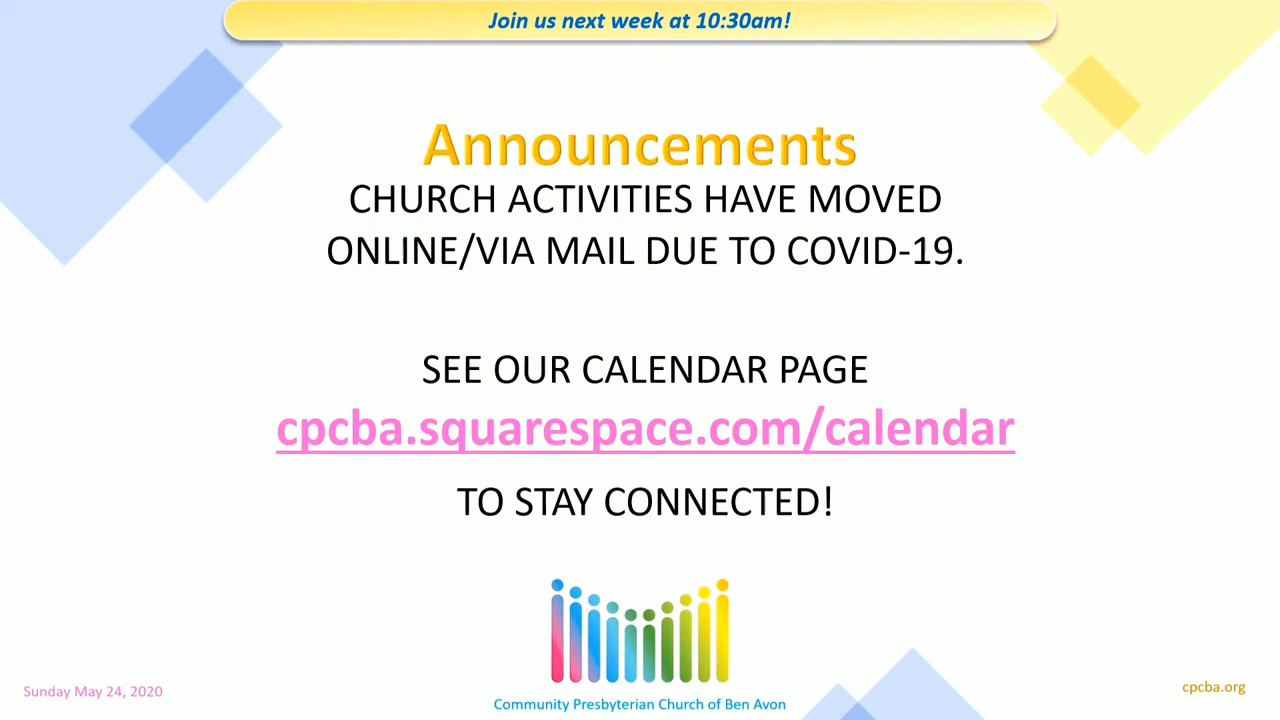 Join us next week at 10:30am!
Announcements
CHURCH ACTIVITIES HAVE MOVED
ONLINE/VIA MAIL DUE TO COVID-19.
SEE OUR CALENDAR PAGE
cpcba.squarespace.com/calendar
TO STAY CONNECTED!
Sunday May 24, 2020
Community Presbyterian Church of Ben Avon
cpcba.org